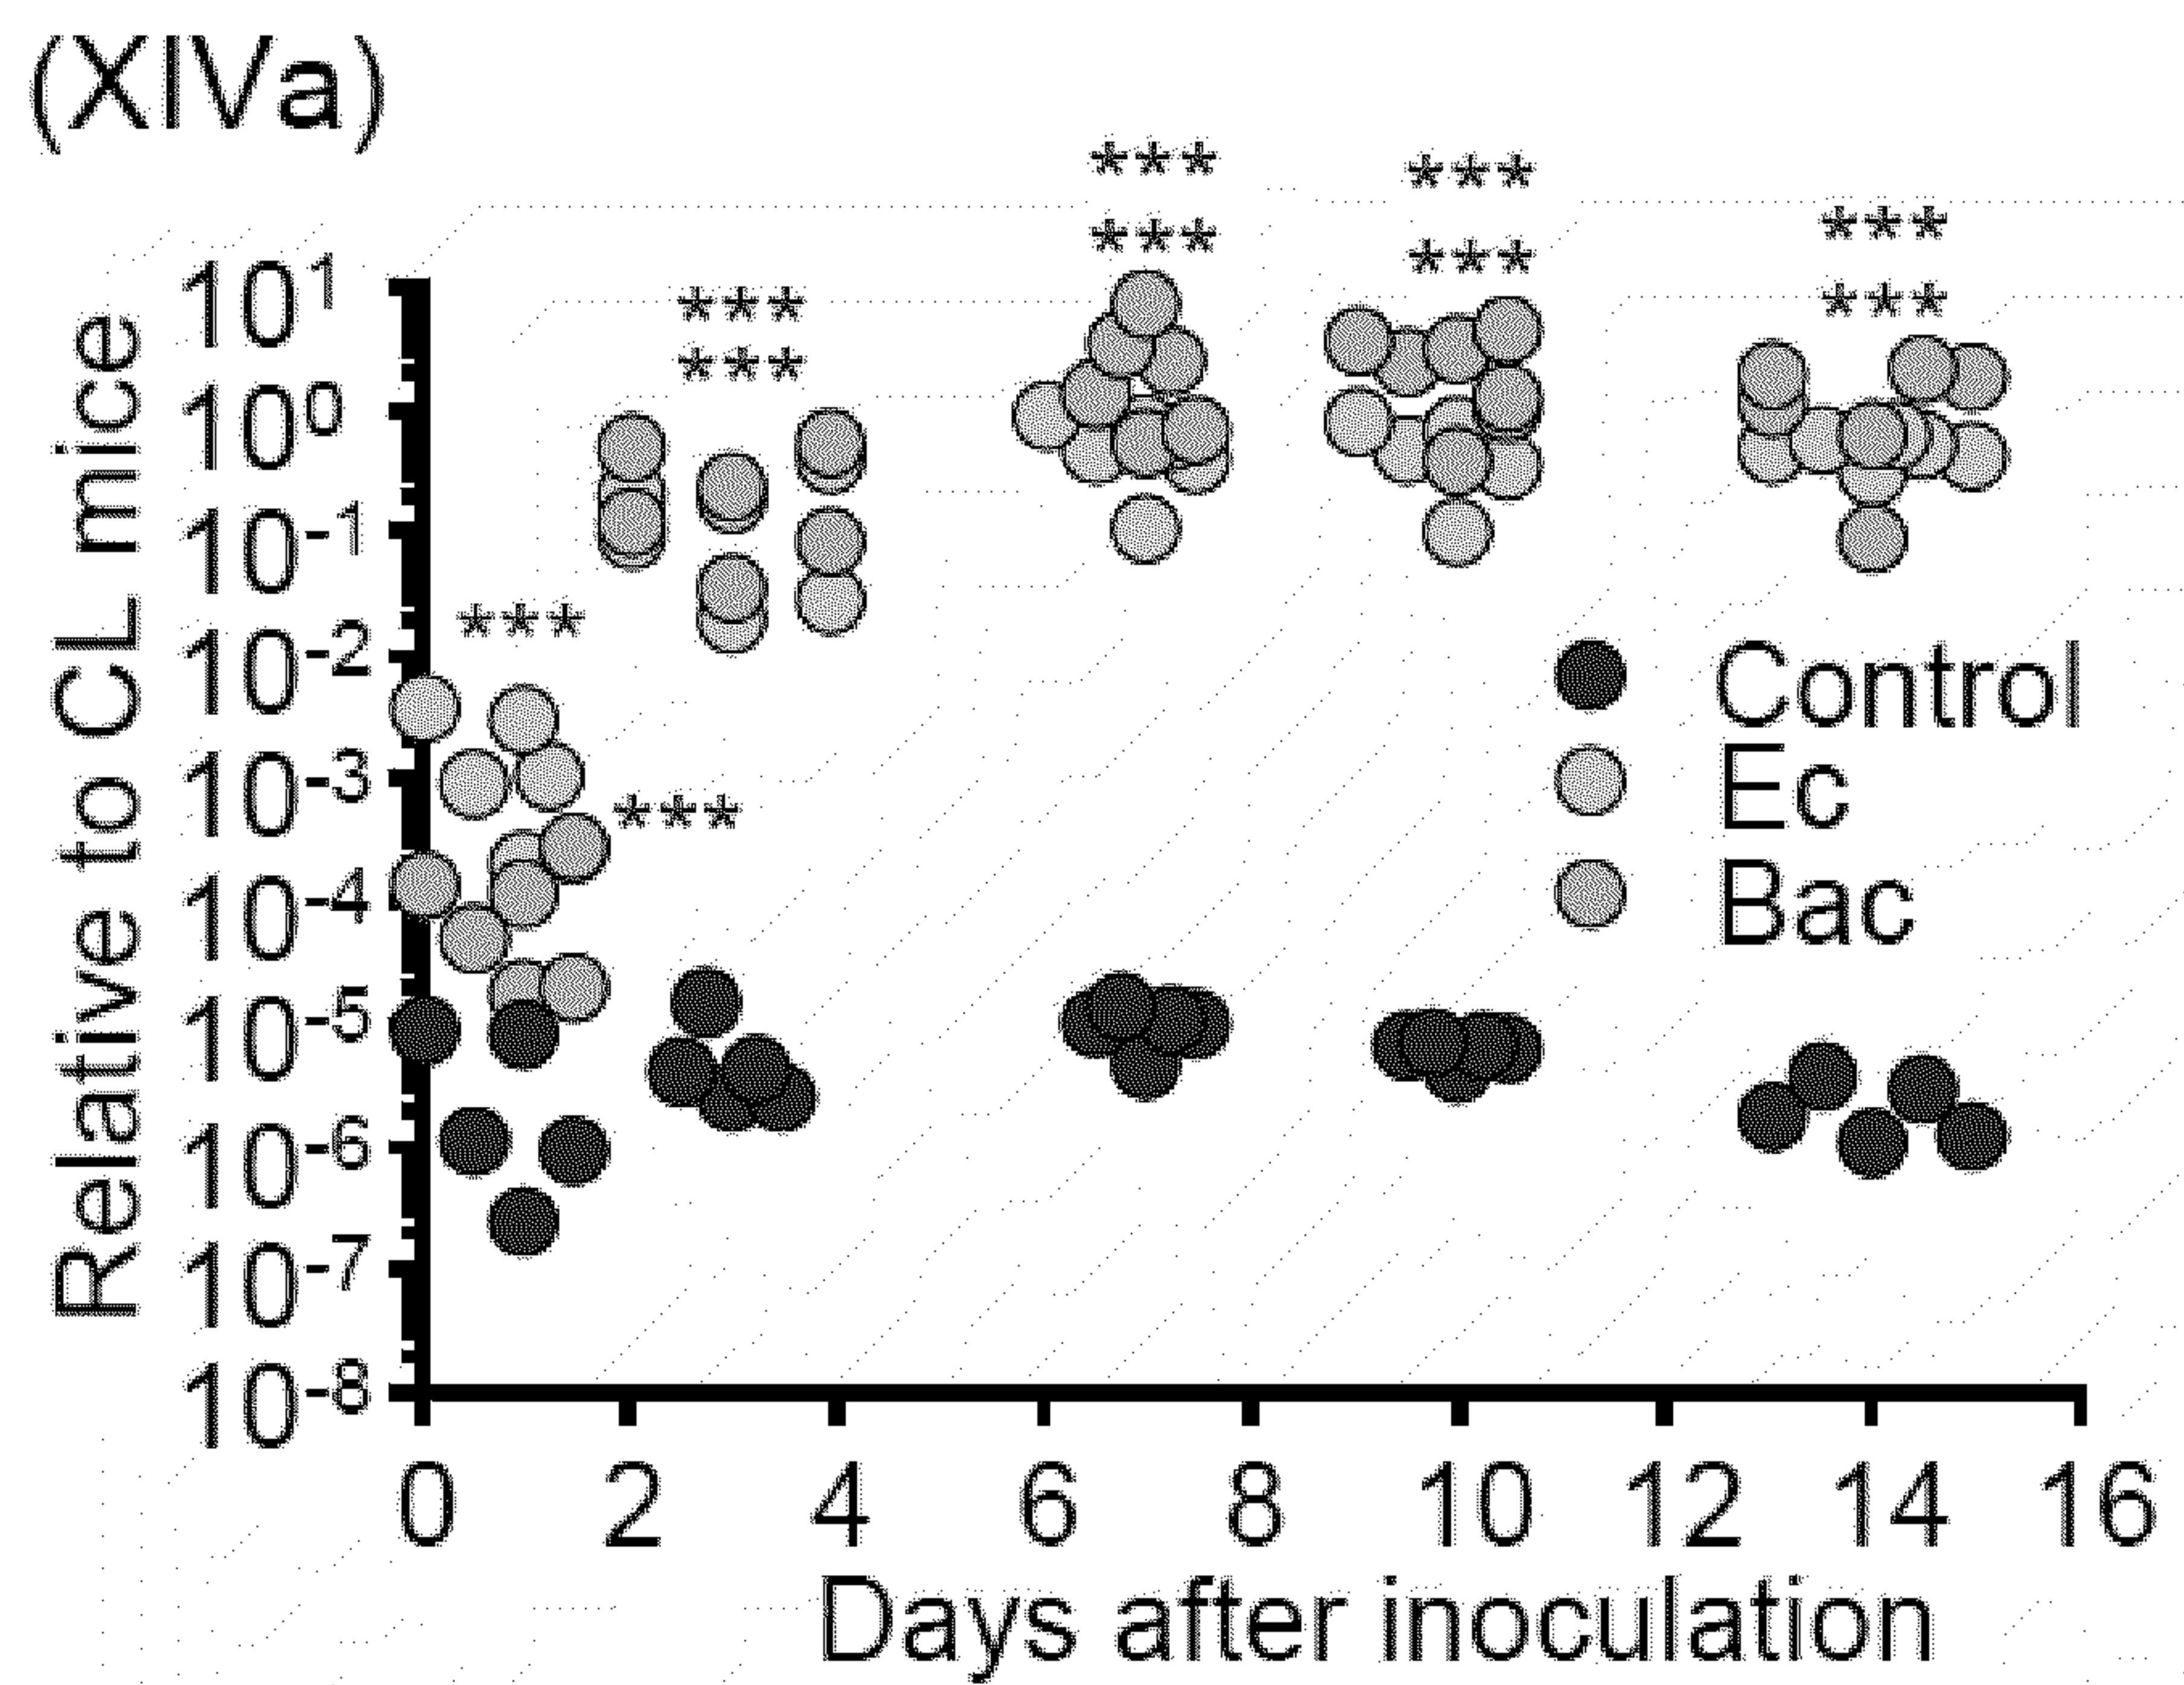 (XIVa)
Relative to CL mice
10^1
10^0
10^-1
10^-2
10^-3
10^-4
10^-5
10^-6
10^-7
10^-8
***
***
***
***
***
***
***
***
***
***
Control
Ec
Bac
0 2 4 6 8 10 12 14 16
Days after inoculation